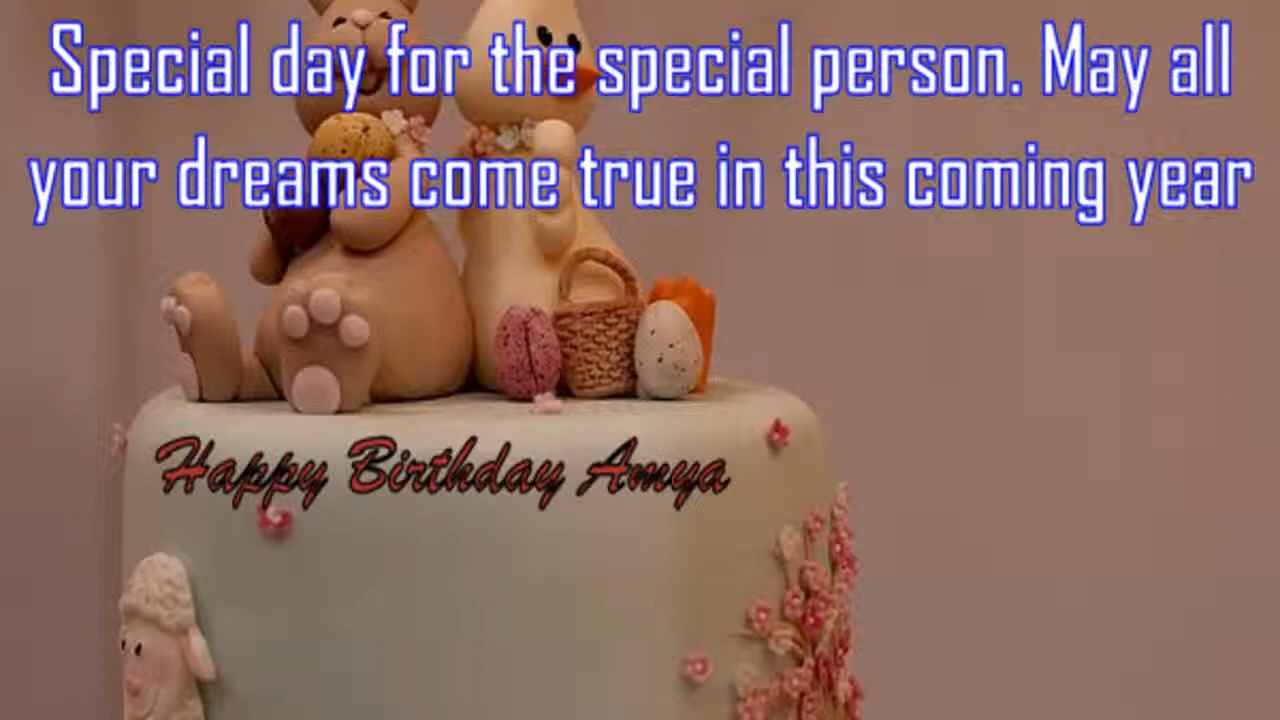 Special day for the special person. May all
your dreams come true in this coming year
Happy Birthday Amya